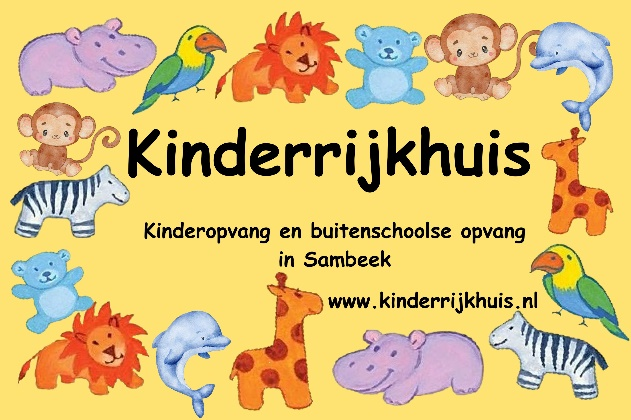 Kinderrijkhuis
Kinderopvang en buitenschoolse opvang
in Sambeek
www.kinderrijkhuis.nl